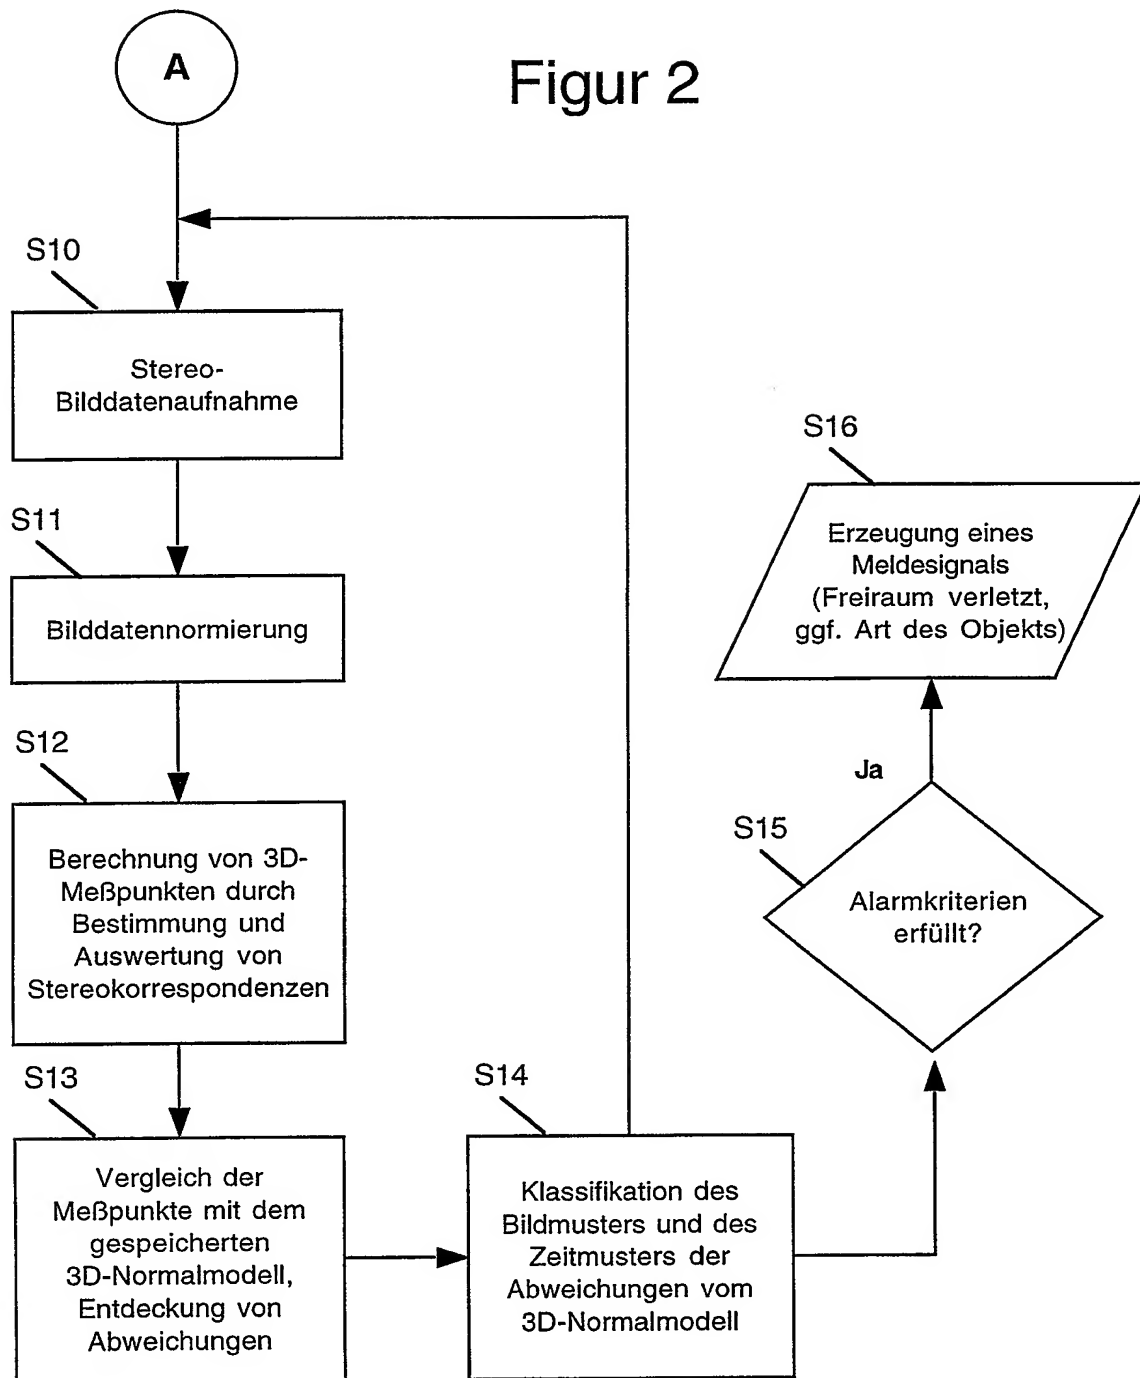 A
Figur 2
S10
Stereo-
Bilddatenaufnahme
S11
Bilddatennormierung
S12
Berechnung von 3D-
Meßpunkten durch
Bestimmung und
Auswertung von
Stereokorrespondenzen
S13
Vergleich der
Meßpunkte mit dem
gespeicherten
3D-Normalmodell,
Entdeckung von
Abweichungen
S14
Klassifikation des
Bildmusters und des
Zeitmusters der
Abweichungen vom
3D-Normalmodell
S15
Alarmkriterien
erfüllt?
Ja
S16
Erzeugung eines
Meldesignals
(Freiraum verletzt,
ggf. Art des Objekts)